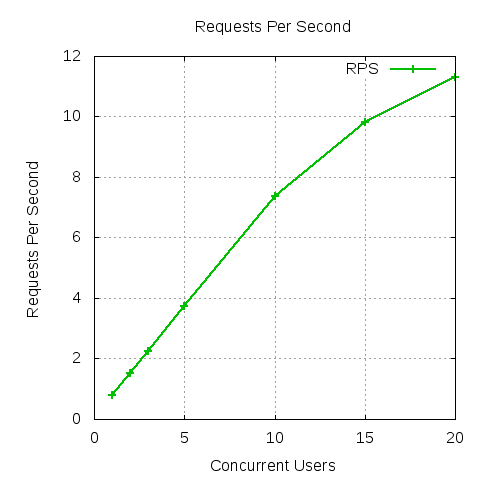 Requests Per Second
RPS
12
10
8
6
4
2
0
Requests Per Second
0 5 10 15 20
Concurrent Users